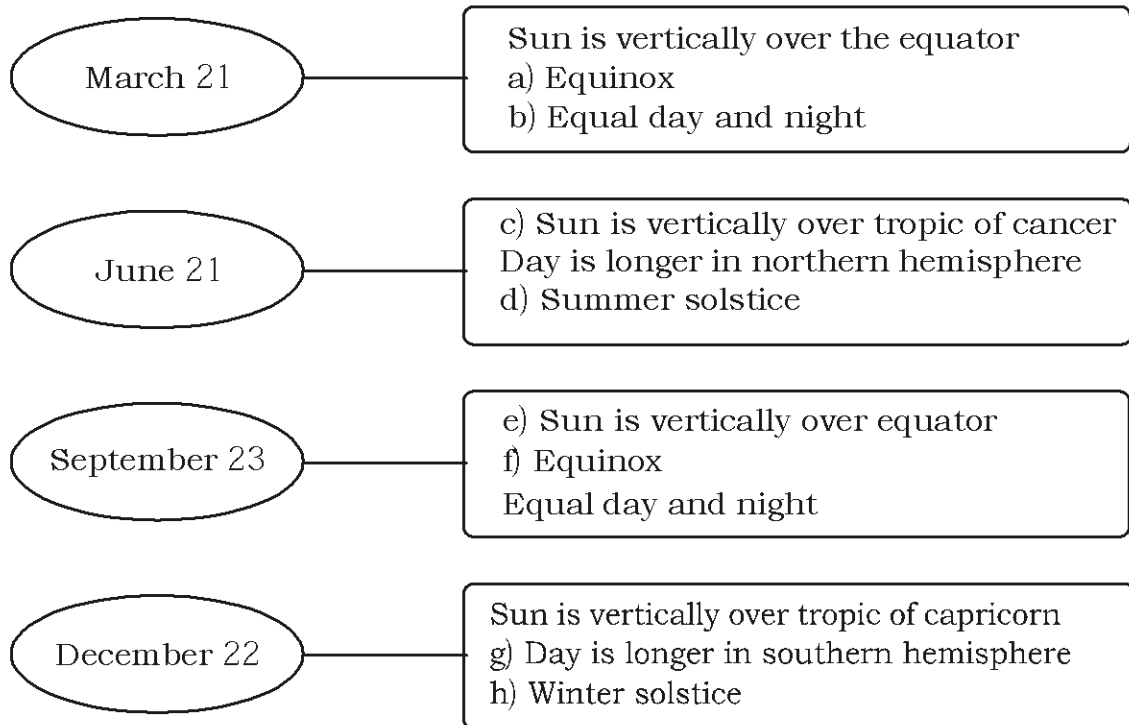 March 21
Sun is vertically over the equator
a) Equinox
b) Equal day and night
June 21
c) Sun is vertically over tropic of cancer
Day is longer in northern hemisphere
d) Summer solstice
September 23
e) Sun is vertically over equator
f) Equinox
Equal day and night
December 22
Sun is vertically over tropic of capricorn
g) Day is longer in southern hemisphere
h) Winter solstice